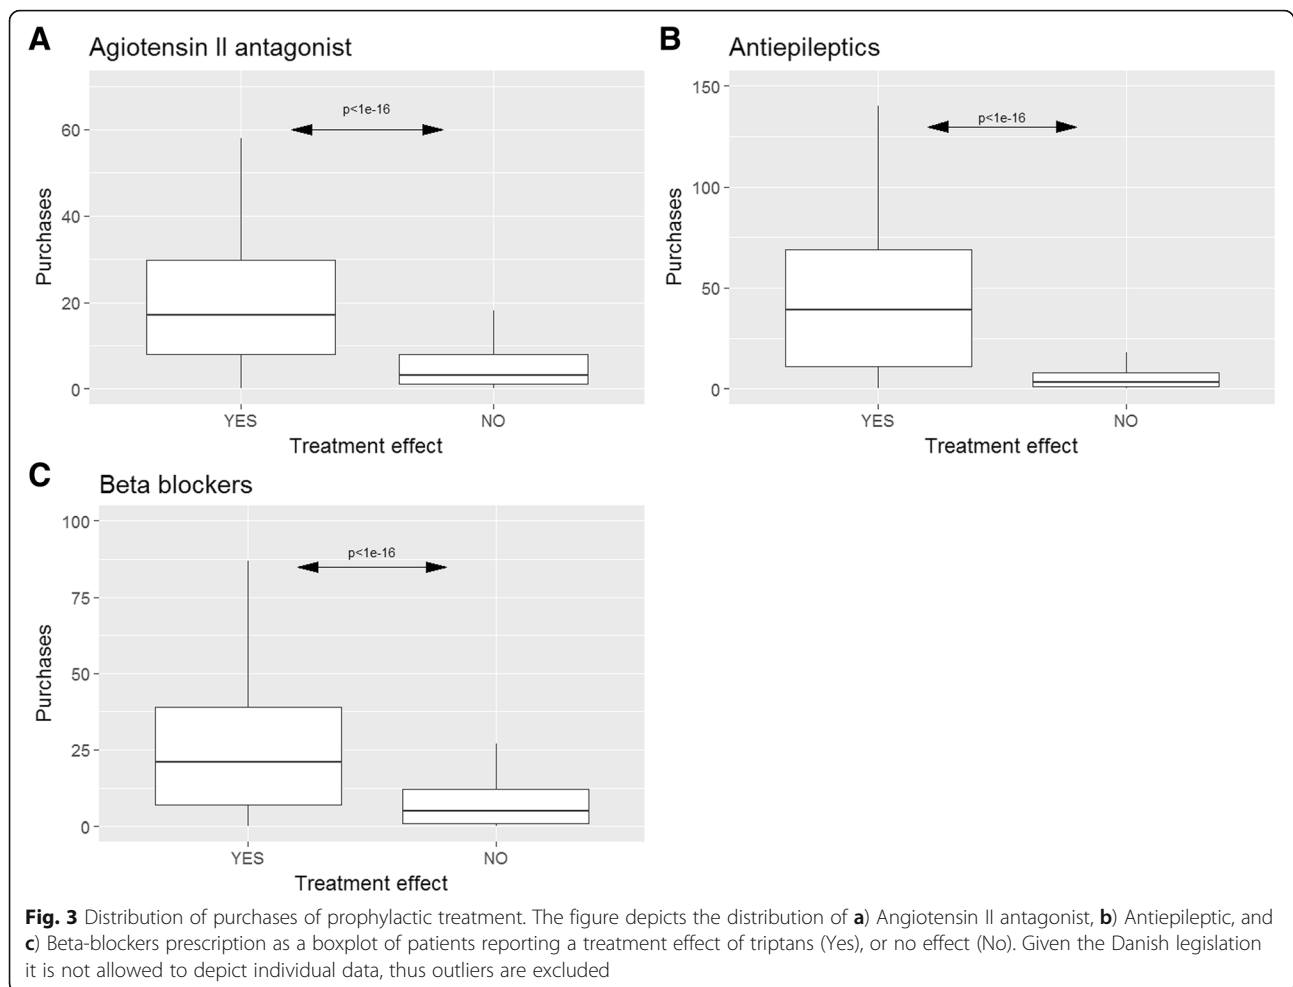 A
Agiotensin II antagonist
p<1e-16
60
40
20
0
Purchases
YES
NO
Treatment effect
B
Antiepileptics
p<1e-16
150
100
50
0
Purchases
YES
NO
Treatment effect
C
Beta blockers
p<1e-16
100
75
50
25
0
Purchases
YES
NO
Treatment effect
Fig. 3 Distribution of purchases of prophylactic treatment. The figure depicts the distribution of a) Angiotensin II antagonist, b) Antiepileptic, and
c) Beta-blockers prescription as a boxplot of patients reporting a treatment effect of triptans (Yes), or no effect (No). Given the Danish legislation
it is not allowed to depict individual data, thus outliers are excluded